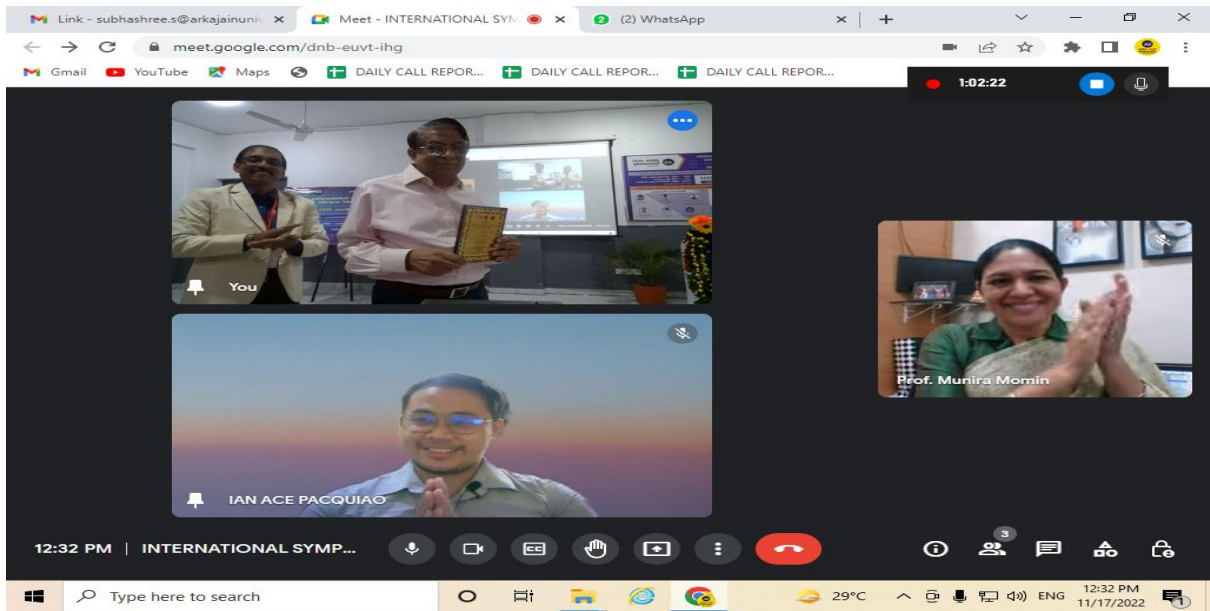 Link - subhashree.s@arkajainuni
Meet - INTERNATIONAL SYM
(2) WhatsApp
meet.google.com/dnb-euvt-ihg
Gmail
YouTube
Maps
DAILY CALL REPOR...
DAILY CALL REPOR...
DAILY CALL REPOR...
1:02:22
You
Prof. Munira Momin
IAN ACE PACQUIAO
12:32 PM | INTERNATIONAL SYMP...
CC
3
Type here to search
29°C
ENG
12:32 PM
11/17/2022
1